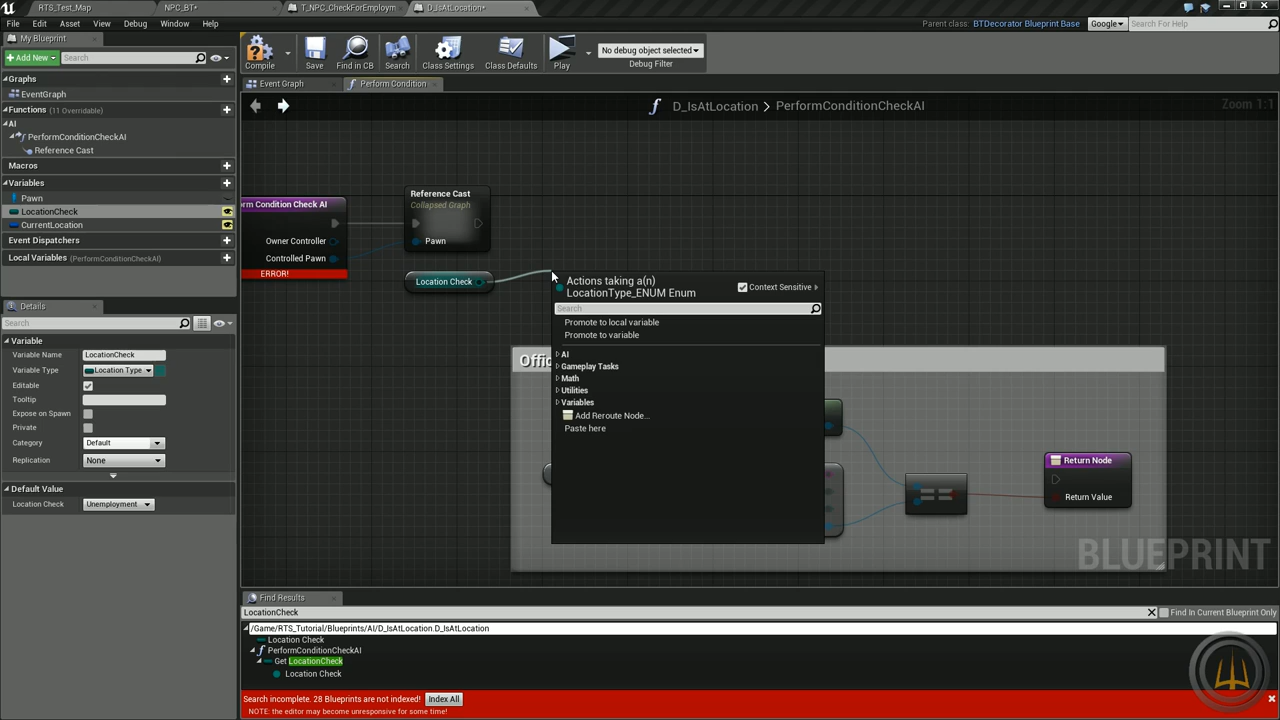 RTS_Test_Map
NPC_BT*
T_NPC_CheckForEmploym
D_IsAtLocation*
File Edit Asset View Debug Window Help
Parent class: BTDecorator Blueprint Base
Google
Search For Help
My Blueprint
Add New
Search
Graphs
EventGraph
Functions (11 Overridable)
AI
PerformConditionCheckAI
Reference Cast
Macros
Variables
Pawn
LocationCheck
CurrentLocation
Event Dispatchers
Local Variables (PerformConditionCheckAI)
Details
Search
Variable
Variable Name LocationCheck
Variable Type Location Type
Editable
Tooltip
Expose on Spawn
Private
Category Default
Replication None
Default Value
Location Check Unemployment
Compile Save Find in CB Search Class Settings Class Defaults Play
No debug object selected
Debug Filter
Event Graph
Perform Condition
D_IsAtLocation > PerformConditionCheckAI
Zoom 1:1
rm Condition Check AI
Owner Controller
Controlled Pawn
ERROR!
Reference Cast
Collapsed Graph
Pawn
Location Check
Actions taking a(n)
LocationType_ENUM Enum
Context Sensitive
Search
Promote to local variable
Promote to variable
AI
Gameplay Tasks
Math
Utilities
Variables
Add Reroute Node...
Paste here
Offic
==
Return Node
Return Value
BLUEPRINT
Find Results
LocationCheck
Find In Current Blueprint Only
/Game/RTS_Tutorial/Blueprints/AI/D_IsAtLocation.D_IsAtLocation
Location Check
PerformConditionCheckAI
Get LocationCheck
Location Check
Search incomplete. 28 Blueprints are not indexed!
Index All
NOTE: the editor may become unresponsive for some time!